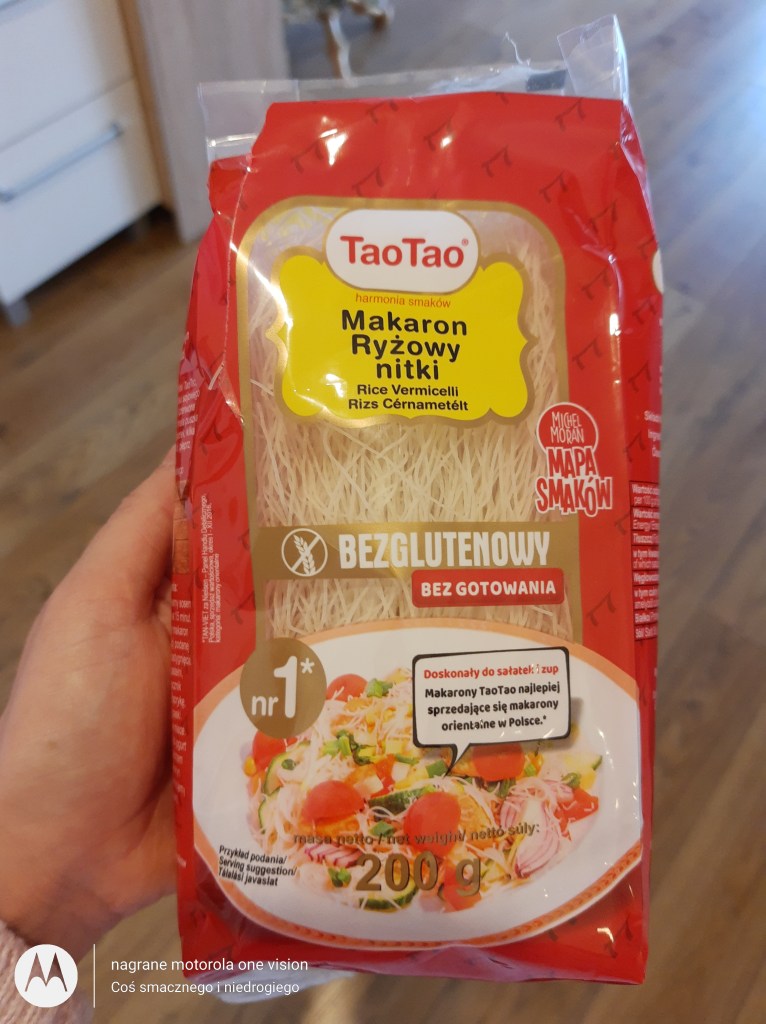 TaoTao®
harmonia smaków
Makaron
Ryżowy
nitki
Rice Vermicelli
Rizs Cérnametélt
MICHEL
MORAN
MAPA
SMAKÓW
BEZGLUTENOWY
BEZ GOTOWANIA
nr 1*
Doskonały do sałatek i zup
Makarony TaoTao najlepiej
sprzedające się makarony
orientalne w Polsce.*
masa netto / net weight / nettó súly:
200 g
Przykład podania/
Serving suggestion/
Tálalási javaslat
nagrane motorola one vision
Coś smacznego i niedrogiego